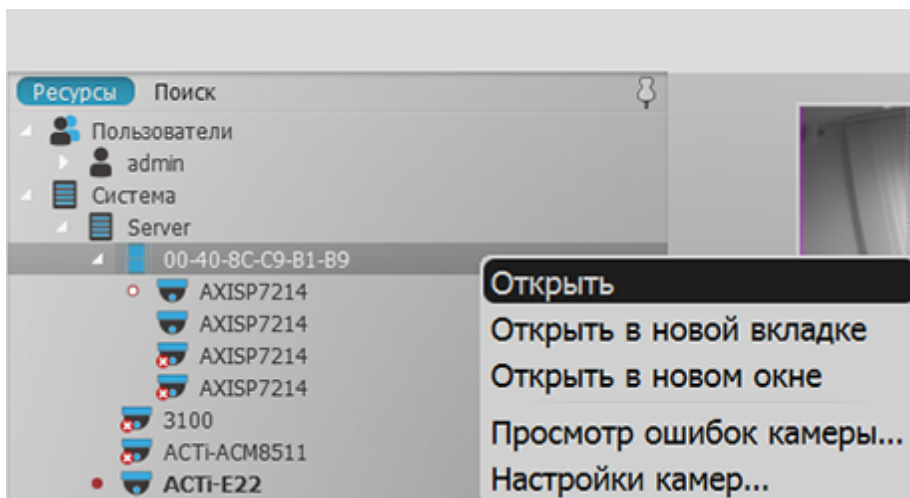 Ресурсы Поиск
Пользователи
admin
Система
Server
00-40-8C-C9-B1-B9
AXISP7214
AXISP7214
AXISP7214
AXISP7214
3100
ACTi-ACM8511
ACTi-E22
Открыть
Открыть в новой вкладке
Открыть в новом окне
Просмотр ошибок камеры...
Настройки камер...